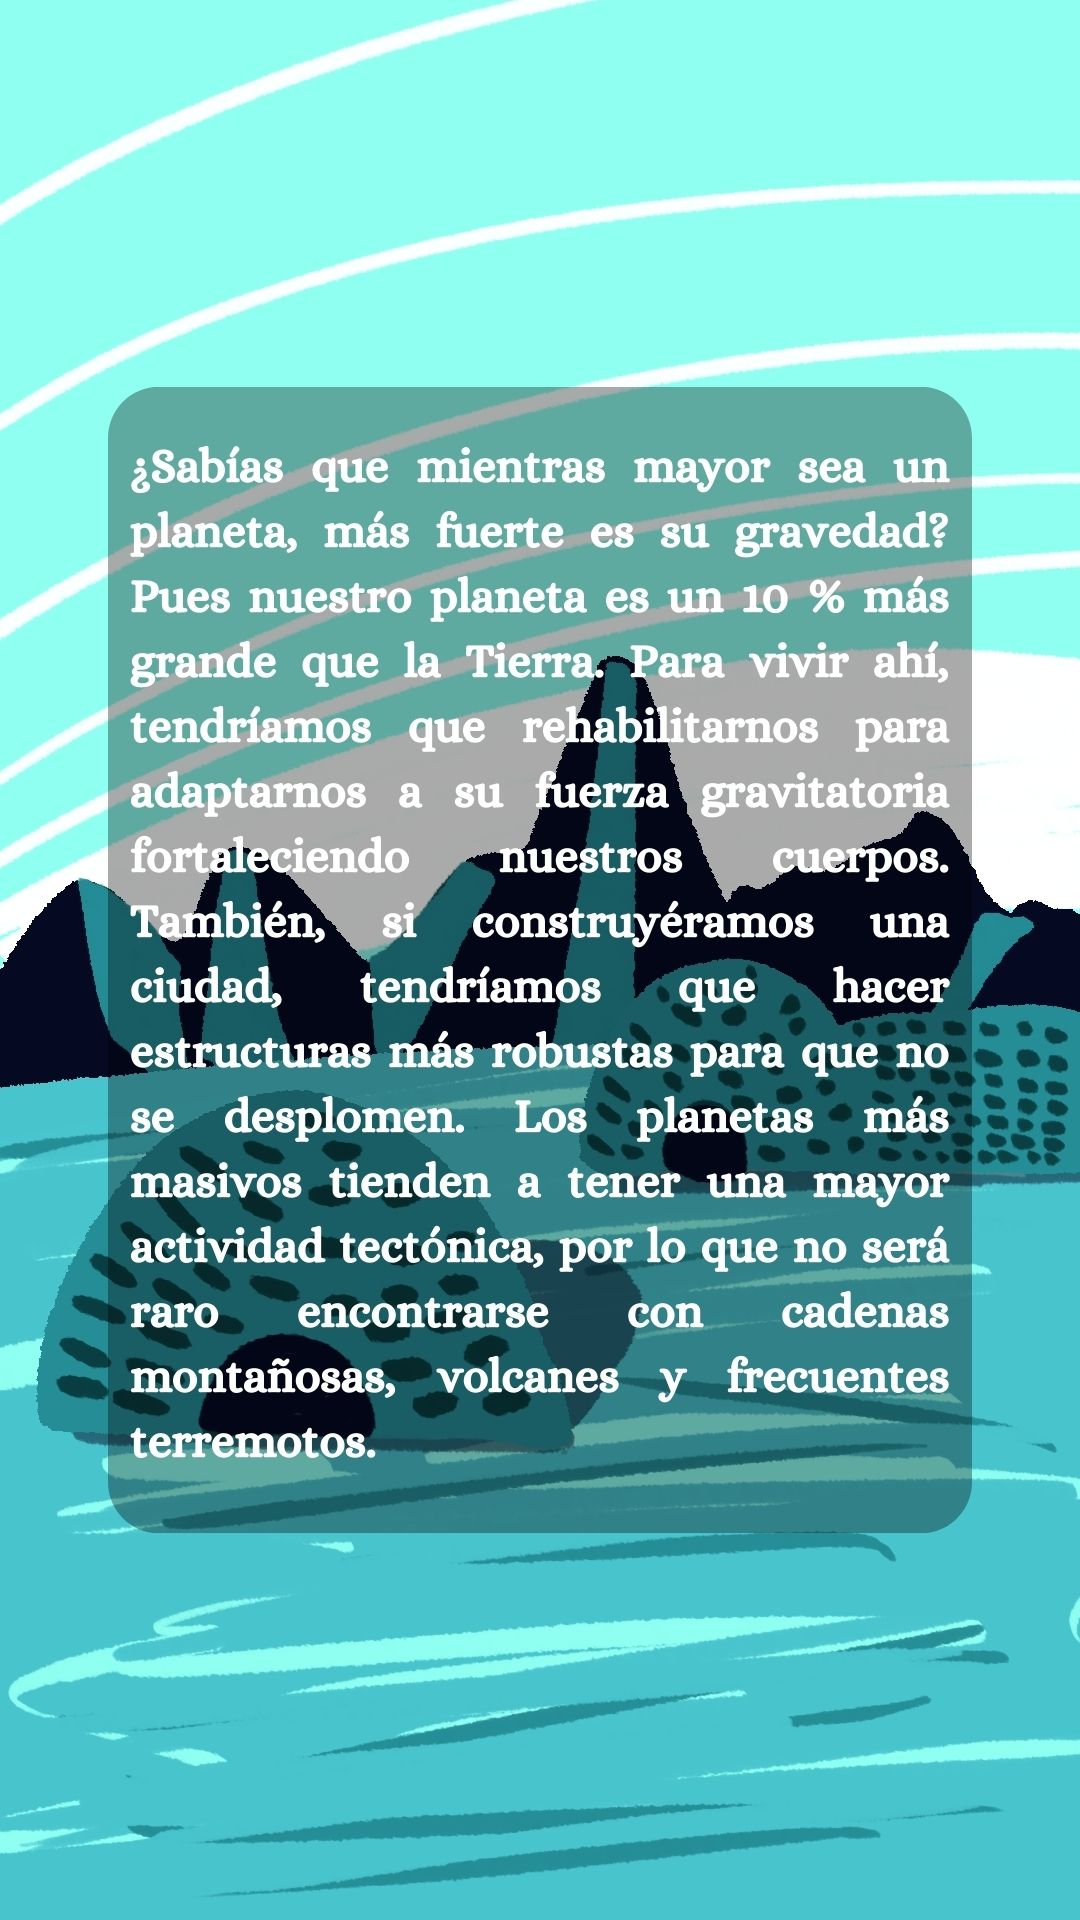 ¿Sabías que mientras mayor sea un
planeta, más fuerte es su gravedad?
Pues nuestro planeta es un 10 % más
grande que la Tierra. Para vivir ahí,
tendríamos que rehabilitarnos para
adaptarnos a su fuerza gravitatoria
fortaleciendo nuestros cuerpos.
También, si construyéramos una
ciudad, tendríamos que hacer
estructuras más robustas para que no
se desplomen. Los planetas más
masivos tienden a tener una mayor
actividad tectónica, por lo que no será
raro encontrarse con cadenas
montañosas, volcanes y frecuentes
terremotos.